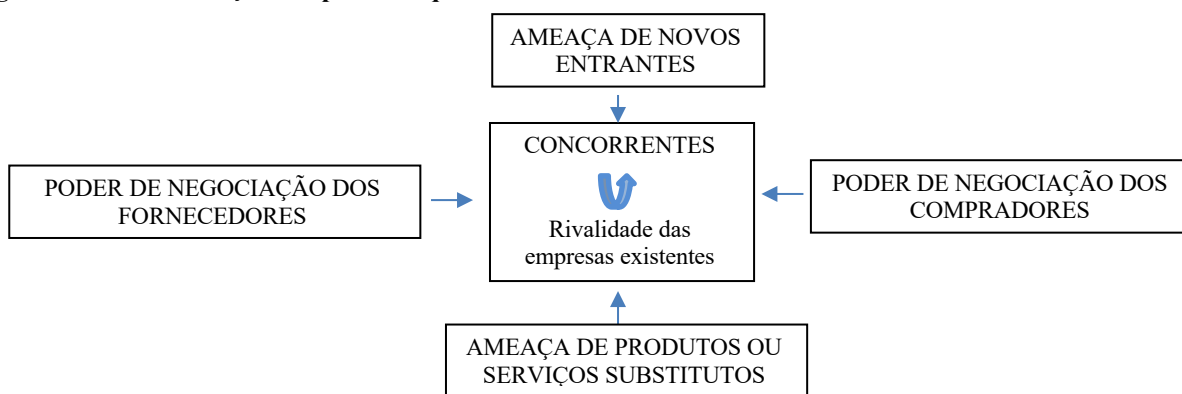 AMEAÇA DE NOVOS
ENTRANTES
CONCORRENTES
Rivalidade das
empresas existentes
PODER DE NEGOCIAÇÃO DOS
FORNECEDORES
PODER DE NEGOCIAÇÃO DOS
COMPRADORES
AMEAÇA DE PRODUTOS OU
SERVIÇOS SUBSTITUTOS